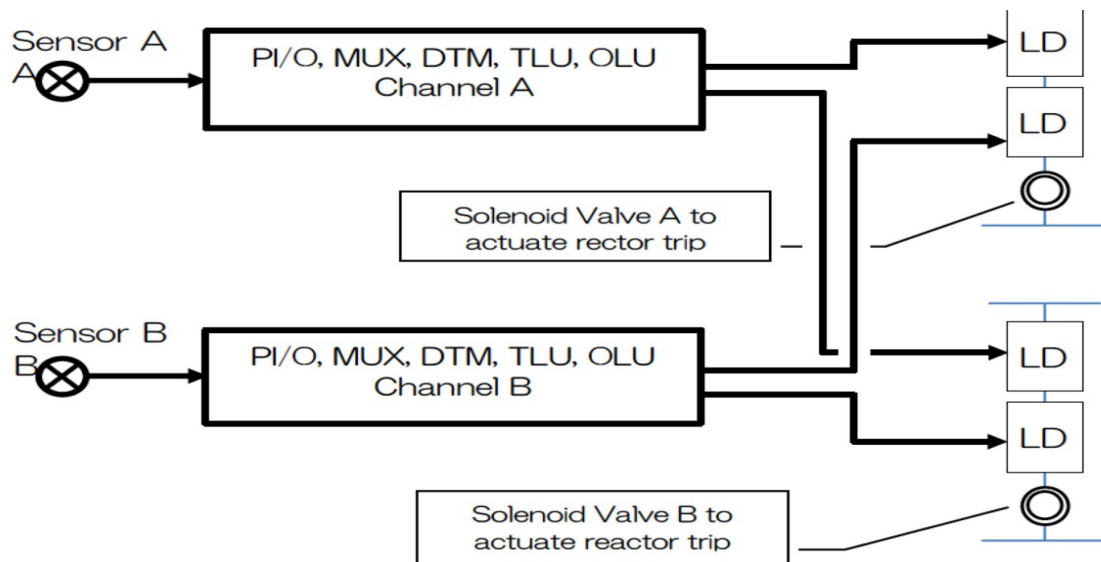 Sensor A
A
PI/O, MUX, DTM, TLU, OLU
Channel A
LD
LD
Solenoid Valve A to
actuate rector trip
Sensor B
B
PI/O, MUX, DTM, TLU, OLU
Channel B
LD
LD
Solenoid Valve B to
actuate reactor trip